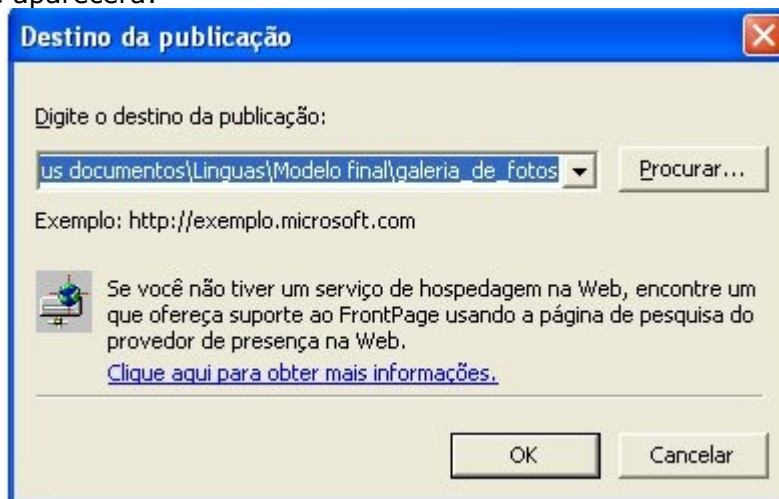 aparecerá:
Destino da publicação
Digite o destino da publicação:
us documentos\Linguas\Modelo final\galeria_de_fotos
Procurar...
Exemplo: http://exemplo.microsoft.com
Se você não tiver um serviço de hospedagem na Web, encontre um
que ofereça suporte ao FrontPage usando a página de pesquisa do
provedor de presença na Web.
Clique aqui para obter mais informações.
OK
Cancelar